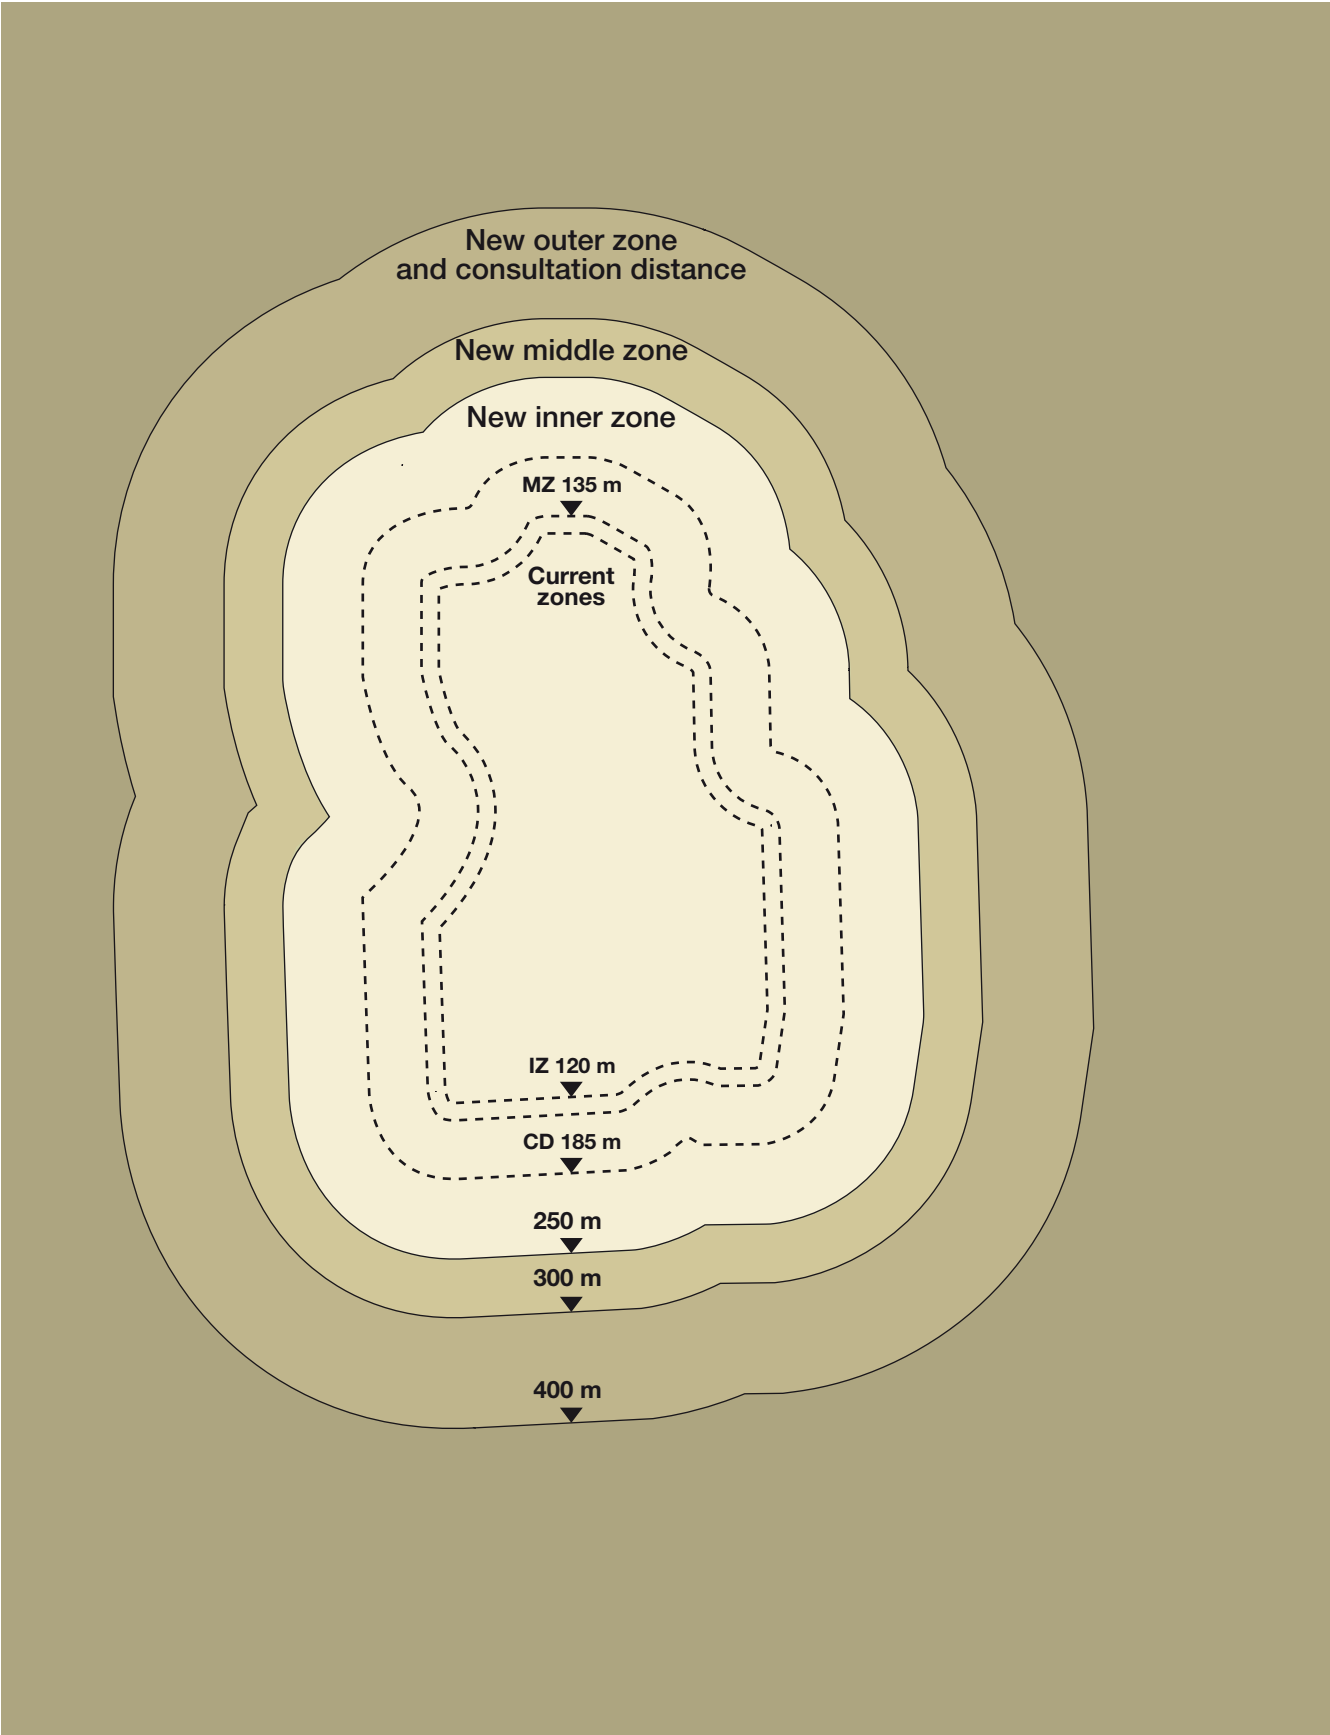 New outer zone
and consultation distance
New middle zone
New inner zone
MZ 135 m
Current
zones
IZ 120 m
CD 185 m
250 m
300 m
400 m